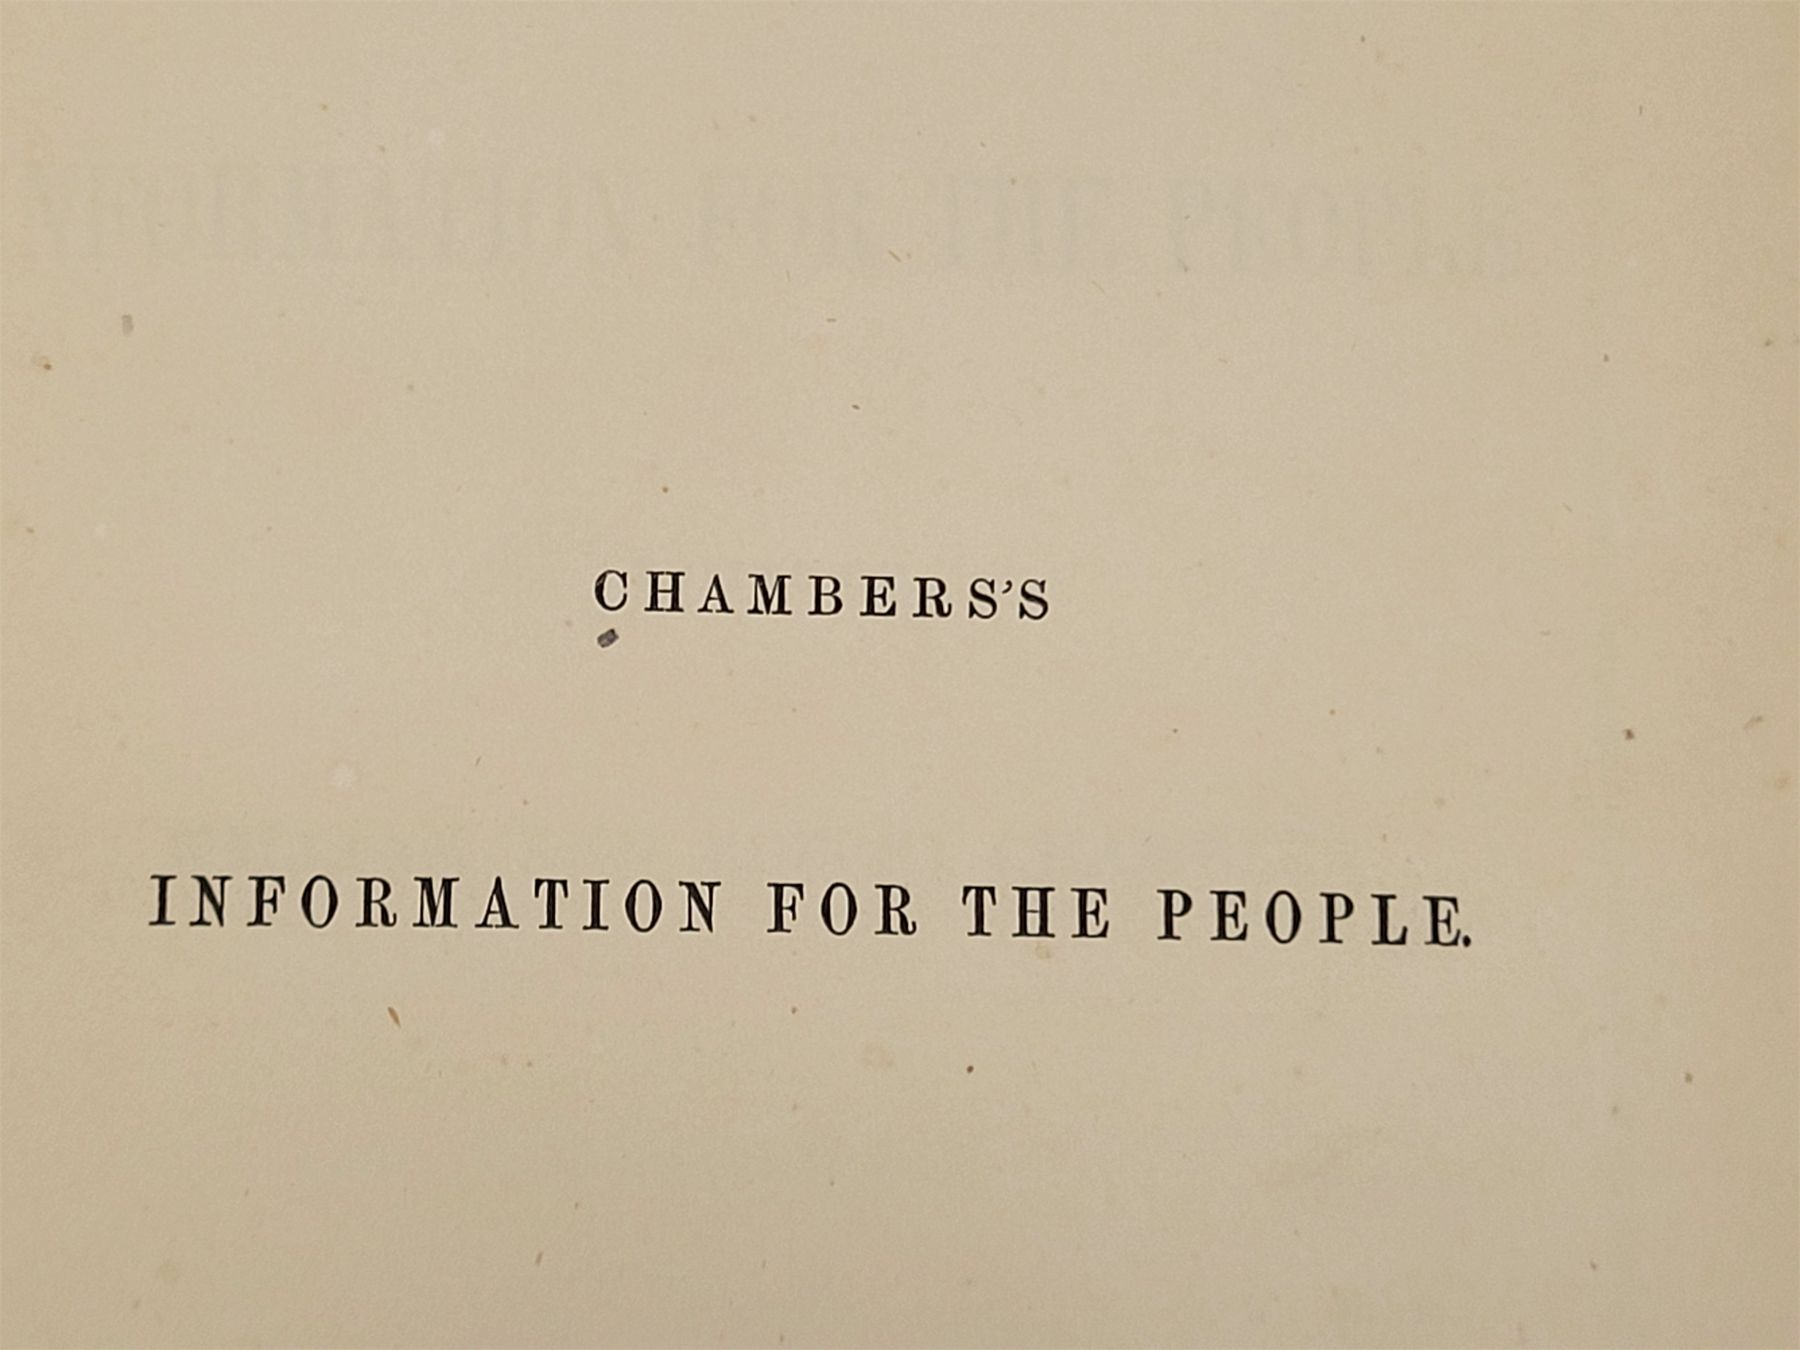 CHAMBERS'S
INFORMATION FOR THE PEOPLE.